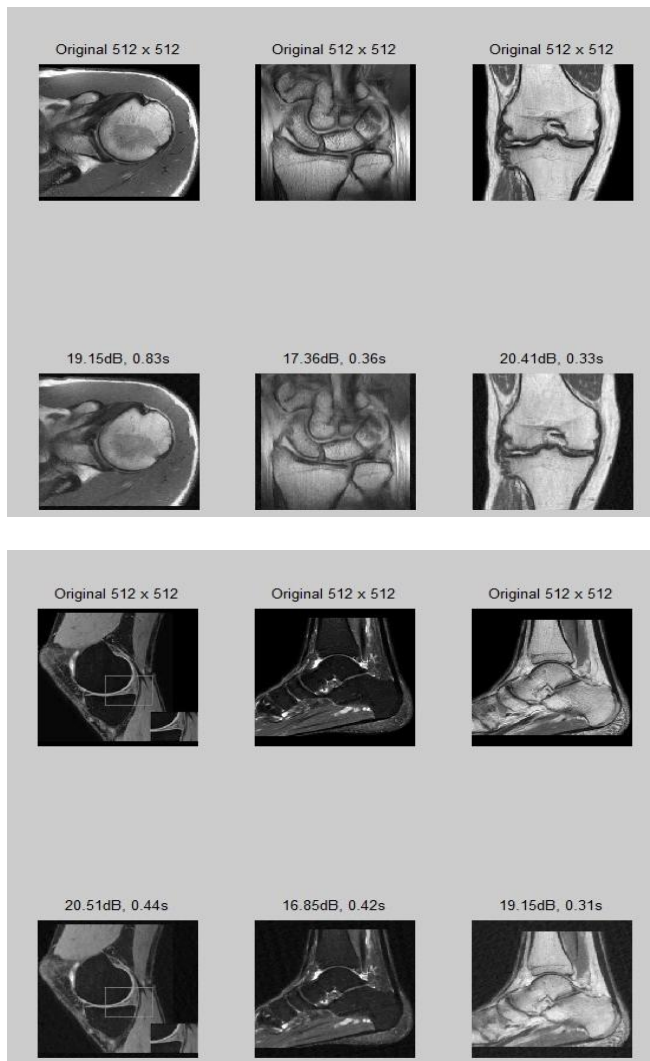 Original 512 x 512 Original 512 x 512 Original 512 x 512
19.15dB, 0.83s 17.36dB, 0.36s 20.41dB, 0.33s
Original 512 x 512 Original 512 x 512 Original 512 x 512
20.51dB, 0.44s 16.85dB, 0.42s 19.15dB, 0.31s